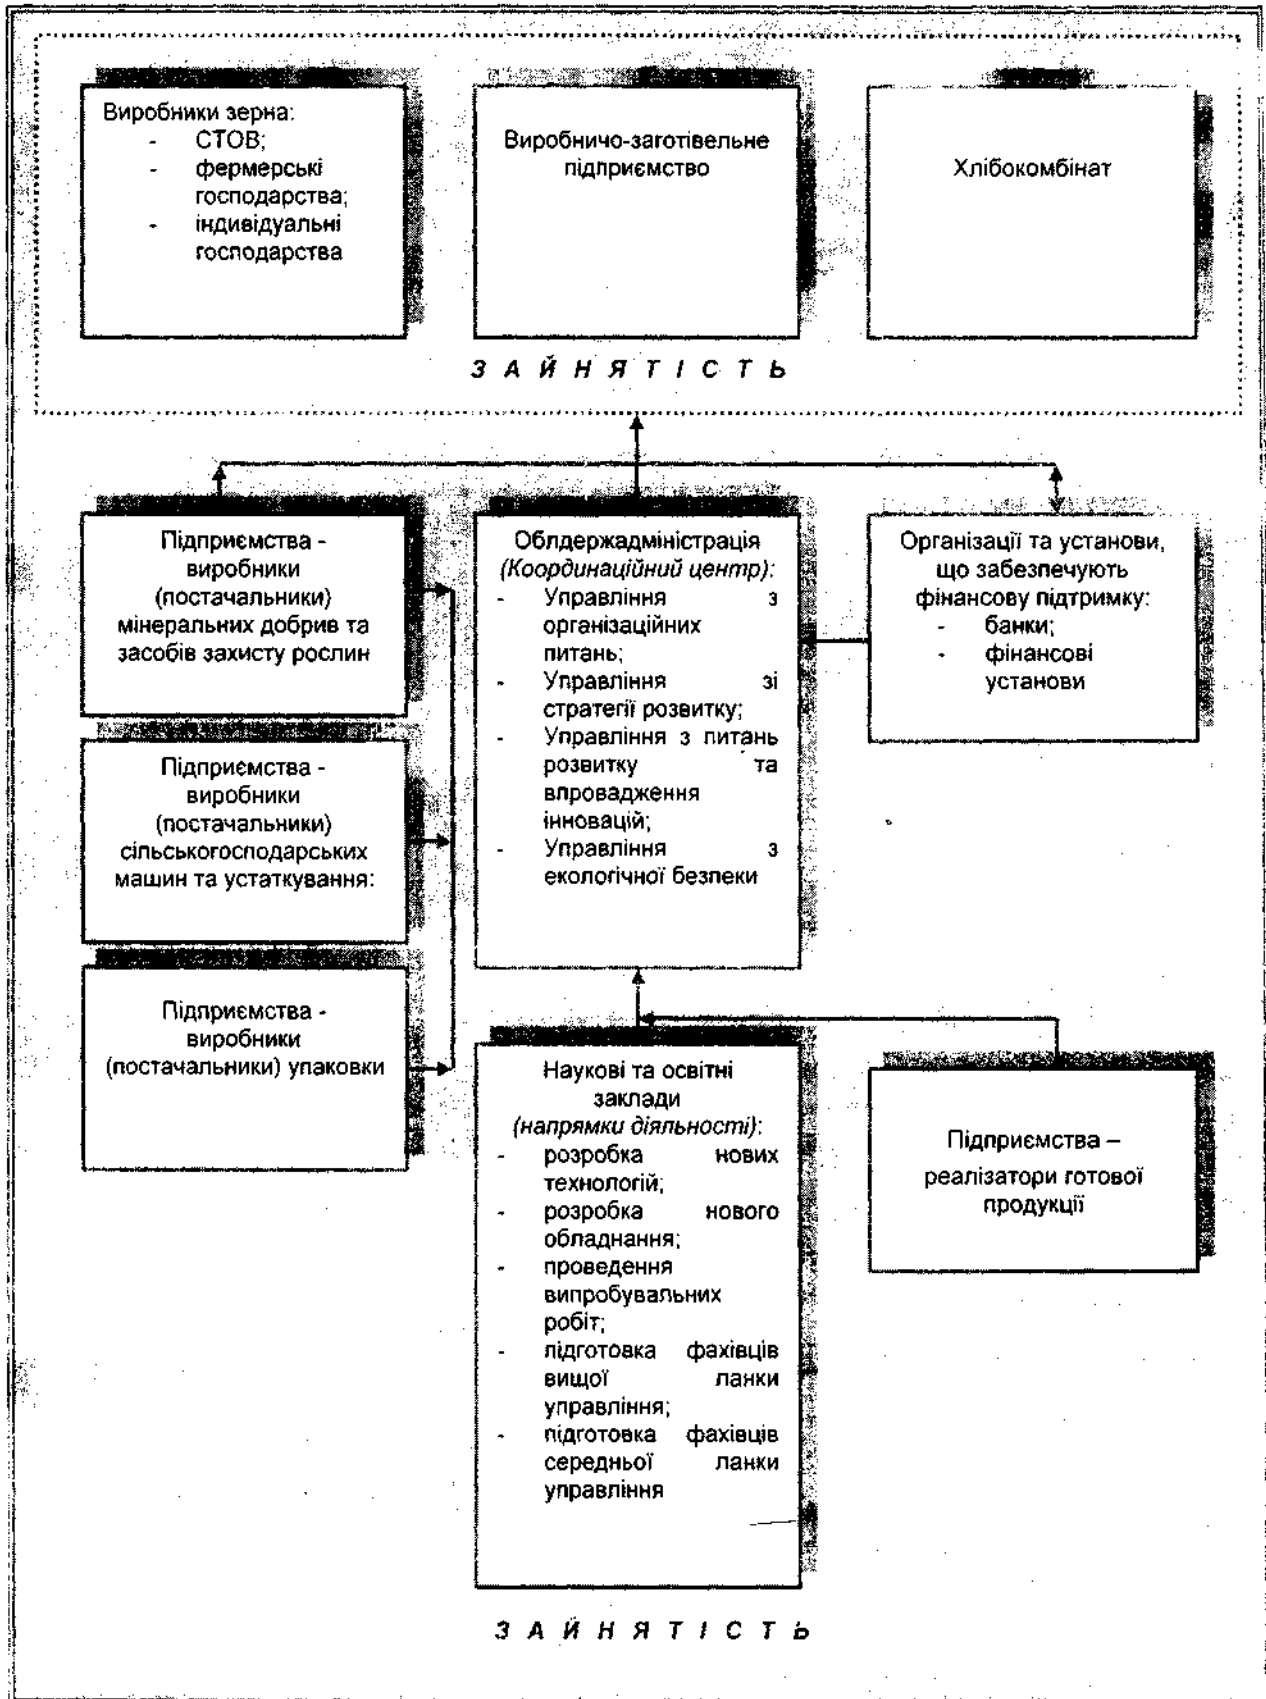 Виробники зерна:
- СТОВ;
- фермерські
господарства;
- індивідуальні
господарства
Виробничо-заготівельне
підприємство
Хлібокомбінат
З А Й Н Я Т І С Т Ь
Підприємства -
виробники
(постачальники)
мінеральних добрив та
засобів захисту рослин
Підприємства -
виробники
(постачальники)
сільськогосподарських
машин та устаткування:
Підприємства -
виробники
(постачальники) упаковки
Облдержадміністрація
(Координаційний центр):
- Управління з
організаційних
питань;
- Управління зі
стратегії розвитку;
- Управління з питань
розвитку та
впровадження
інновацій;
- Управління з
екологічної безпеки
Організації та установи,
що забезпечують
фінансову підтримку:
- банки;
- фінансові
установи
Наукові та освітні
заклади
(напрямки діяльності):
- розробка нових
технологій;
- розробка нового
обладнання;
- проведення
випробувальних
робіт;
- підготовка фахівців
вищої ланки
управління;
- підготовка фахівців
середньої ланки
управління
Підприємства –
реалізатори готової
продукції
З А Й Н Я Т І С Т Ь